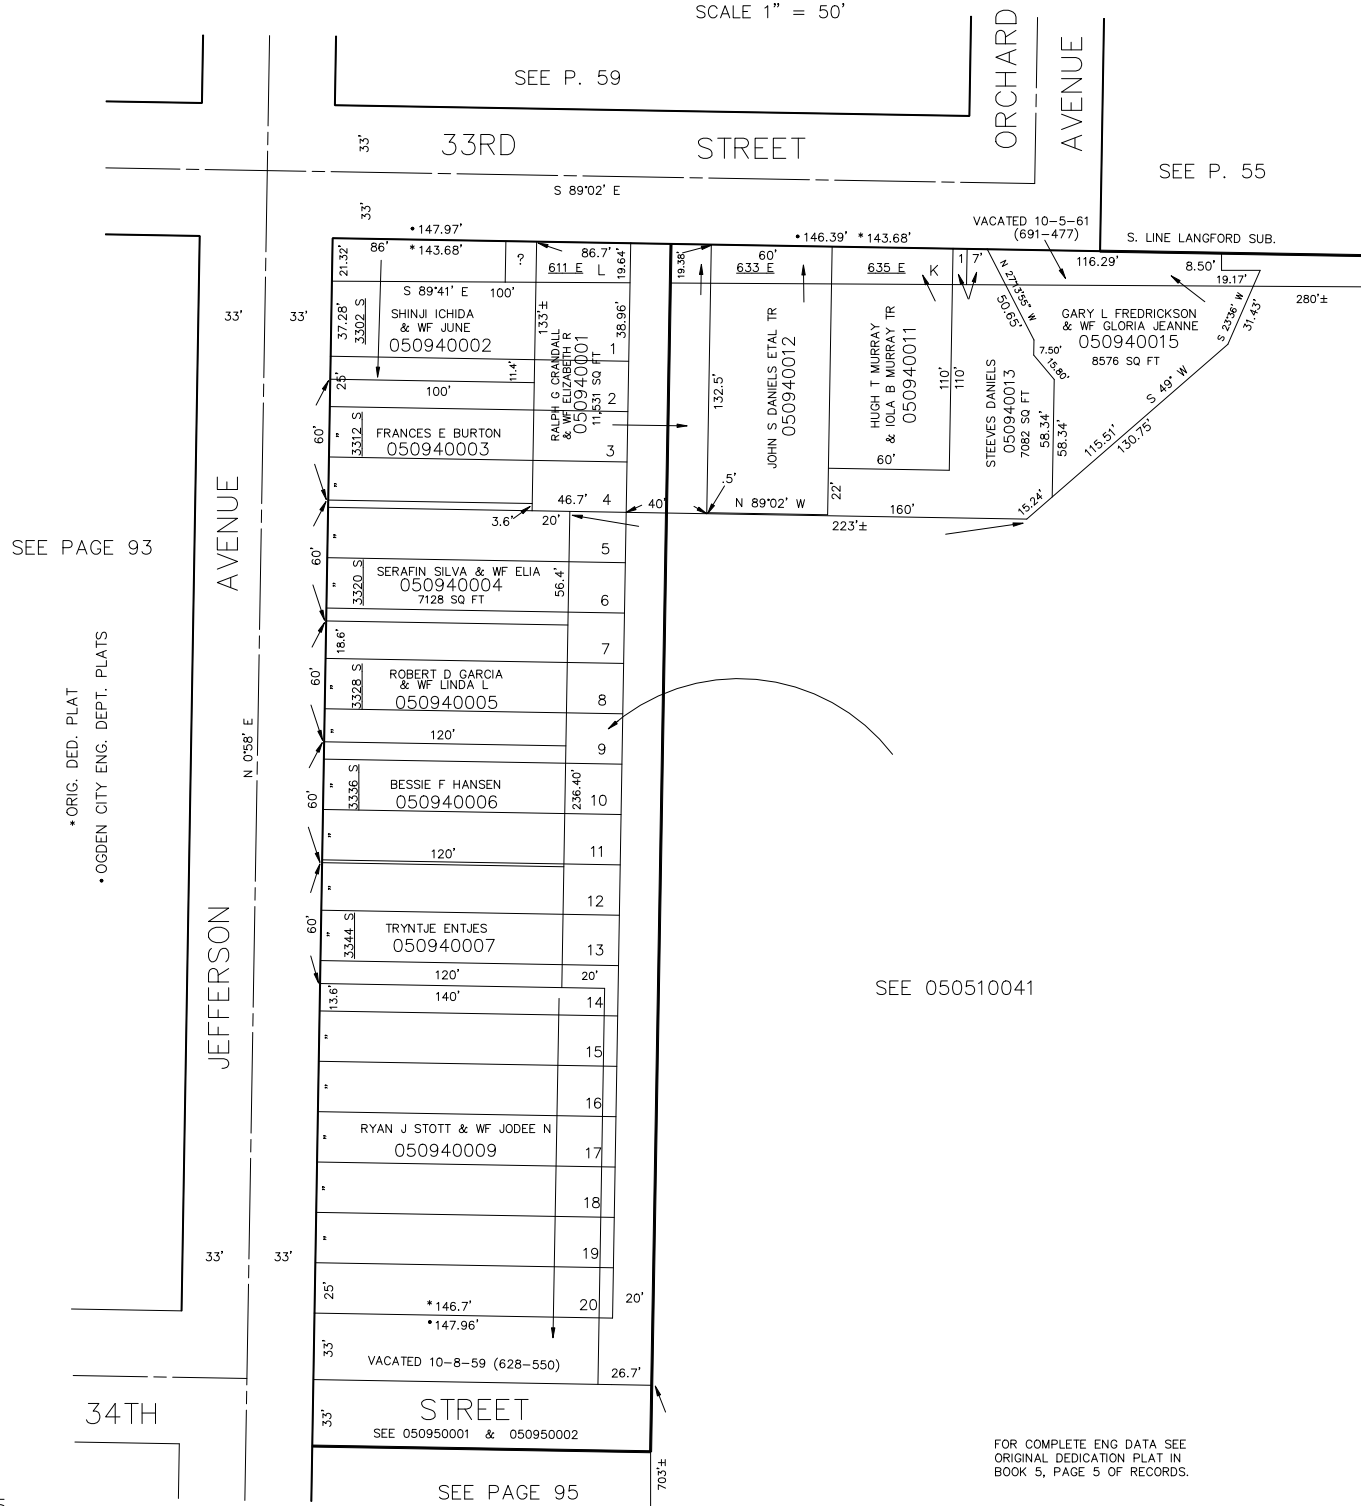 SCALE 1" = 50'
SEE P. 59
ORCHARD
AVENUE
33'
33RD
STREET
S 89°02' E
33'
SEE P. 55
VACATED 10-5-61
(691-477)
S. LINE LANGFORD SUB.
•147.97'
*143.68'
86'
21.32'
?
86.7'
611 E
L
19.64'
19.38'
60'
633 E
•146.39' *143.68'
635 E
K
1
7'
116.29'
8.50'
19.17'
280'±
33'
33'
S 89°41' E
100'
37.28'
3302 S
SHINJI ICHIDA
& WF JUNE
050940002
133'±
RALPH G CRANDALL
& WF ELIZABETH R
050940001
11,531 SQ FT
38.96'
1
2
3
4
11.4'
25'
100'
60'
"
3312 S
FRANCES E BURTON
050940003
"
46.7'
40'
3.6'
20'
132.5'
JOHN S DANIELS ETAL TR
050940012
.5'
N 89°02' W
HUGH T MURRAY
& IOLA B MURRAY TR
050940011
110'
110'
60'
22'
160'
223'±
N 27°13'55" W
50.65'
7.50'
15.80'
STEEVES DANIELS
050940013
7082 SQ FT
58.34'
58.34'
15.24'
GARY L FREDRICKSON
& WF GLORIA JEANNE
050940015
8576 SQ FT
S 23°36' W
31.43'
S 49° W
115.51'
130.75'
AVENUE
SEE PAGE 93
60'
"
5
3320 S
SERAFIN SILVA & WF ELIA
050940004
7128 SQ FT
56.4'
"
6
18.6'
7
60'
"
3328 S
ROBERT D GARCIA
& WF LINDA L
050940005
8
"
120'
9
N 0°58' E
* ORIG. DED. PLAT
• OGDEN CITY ENG. DEPT. PLATS
60'
"
3336 S
BESSIE F HANSEN
050940006
236.40'
10
"
120'
11
"
12
60'
"
3344 S
TRYNTJE ENTJES
050940007
13
120'
20'
13.6'
140'
14
JEFFERSON
SEE 050510041
"
15
"
16
"
RYAN J STOTT & WF JODEE N
050940009
17
"
18
"
19
33'
33'
25'
*146.7'
20
20'
•147.96'
33'
VACATED 10-8-59 (628-550)
26.7'
34TH
33'
STREET
SEE 050950001 & 050950002
703'±
SEE PAGE 95
FOR COMPLETE ENG DATA SEE
ORIGINAL DEDICATION PLAT IN
BOOK 5, PAGE 5 OF RECORDS.